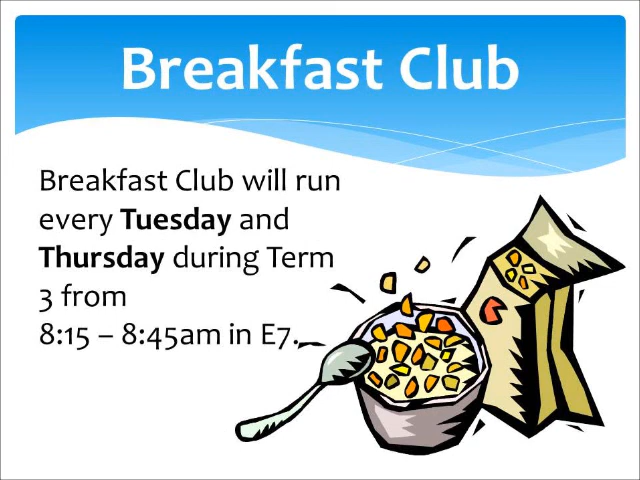 Breakfast Club
Breakfast Club will run
every Tuesday and
Thursday during Term
3 from
8:15 – 8:45am in E7.